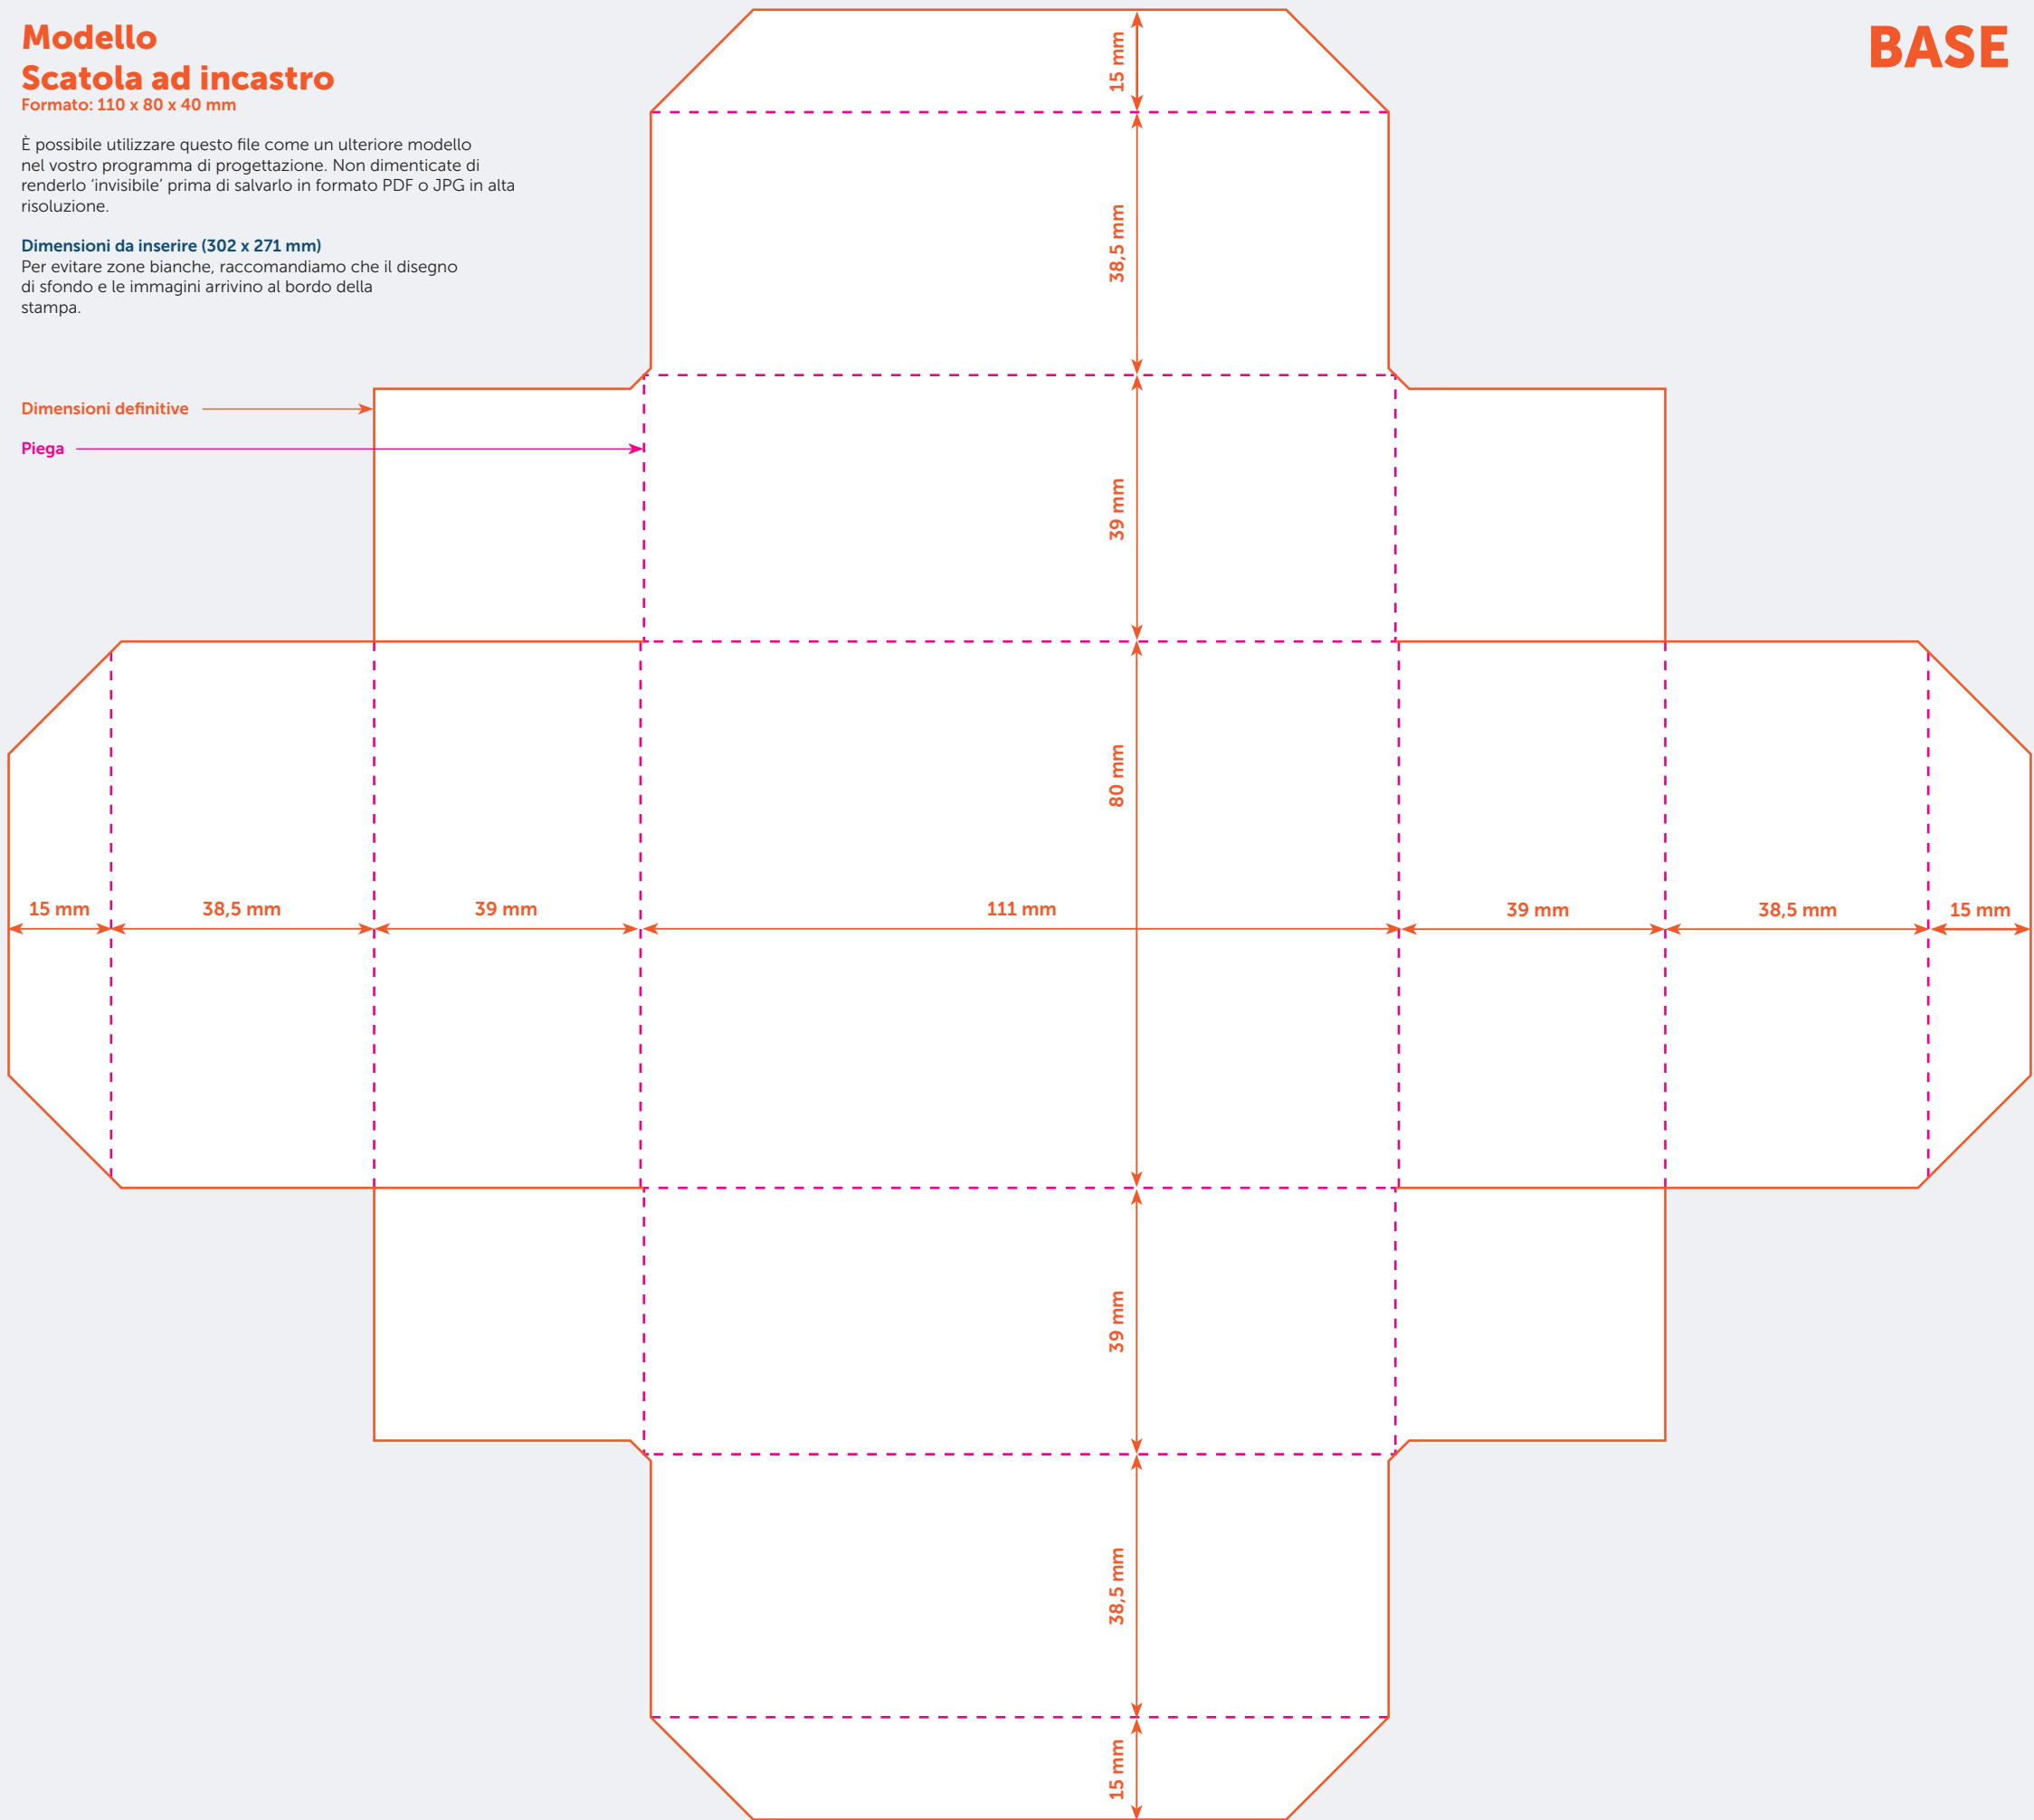 Modello
Scatola ad incastro
Formato: 110 x 80 x 40 mm
BASE
È possibile utilizzare questo file come un ulteriore modello
nel vostro programma di progettazione. Non dimenticate di
renderlo ‘invisibile’ prima di salvarlo in formato PDF o JPG in alta
risoluzione.
Dimensioni da inserire (302 x 271 mm)
Per evitare zone bianche, raccomandiamo che il disegno
di sfondo e le immagini arrivino al bordo della
stampa.
Dimensioni definitive
Piega
15 mm
38,5 mm
39 mm
80 mm
15 mm
38,5 mm
39 mm
111 mm
39 mm
38,5 mm
15 mm
39 mm
38,5 mm
15 mm